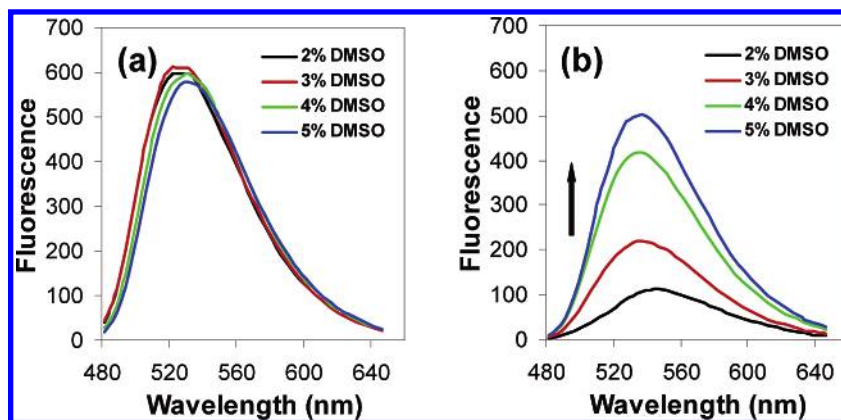 (a)
2% DMSO
3% DMSO
4% DMSO
5% DMSO
Fluorescence
700
600
500
400
300
200
100
0
480 520 560 600 640
Wavelength (nm)
(b)
2% DMSO
3% DMSO
4% DMSO
5% DMSO
Fluorescence
700
600
500
400
300
200
100
0
480 520 560 600 640
Wavelength (nm)